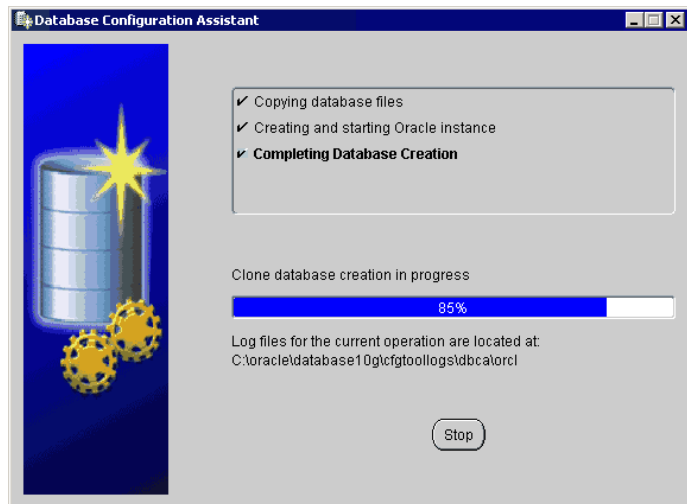 Database Configuration Assistant
Copying database files
Creating and starting Oracle instance
Completing Database Creation
Clone database creation in progress
85%
Log files for the current operation are located at:
C:\oracle\database10g\cfgtoollogs\dbca\orcl
Stop